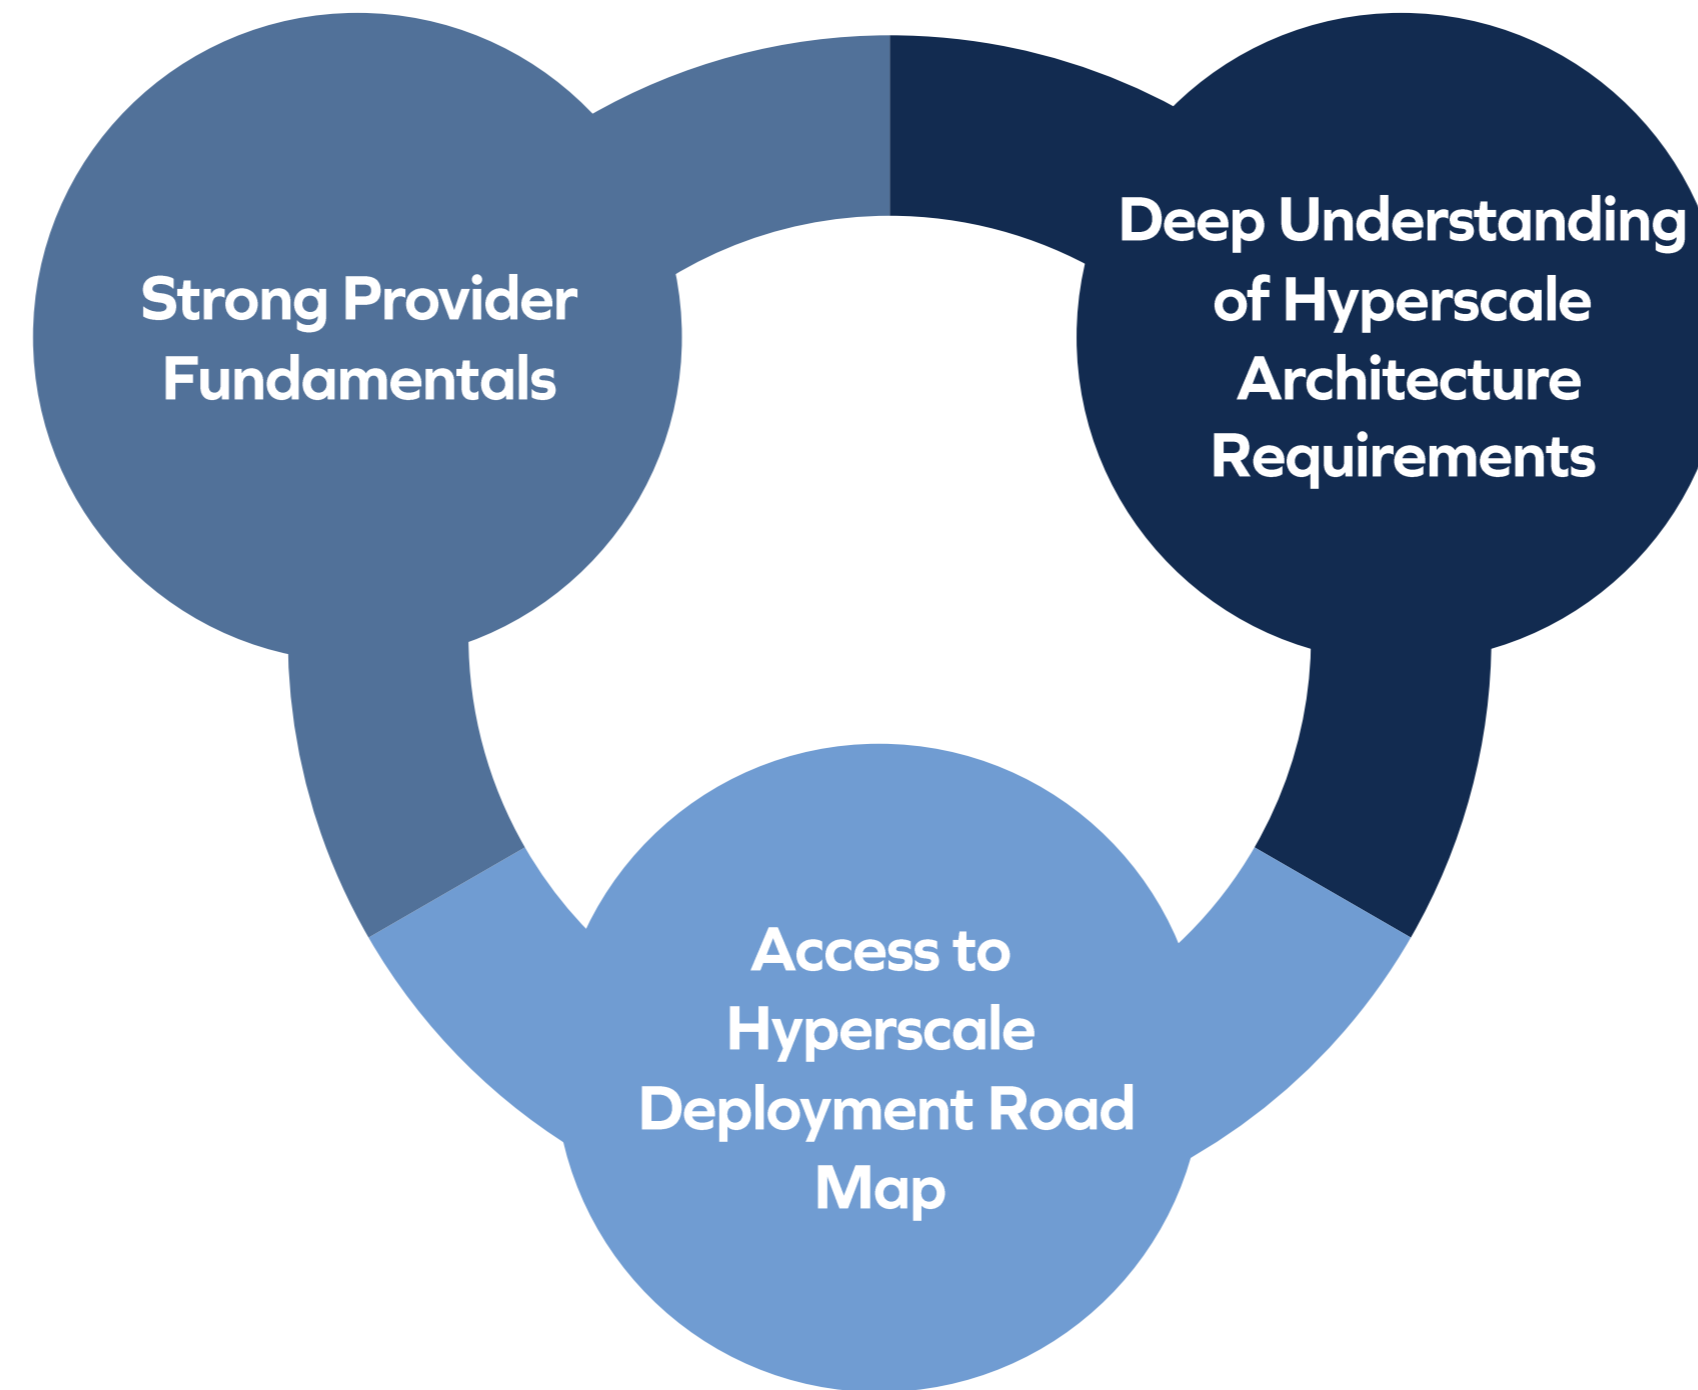 Strong Provider
Fundamentals
Deep Understanding
of Hyperscale
Architecture
Requirements
Access to
Hyperscale
Deployment Road
Map